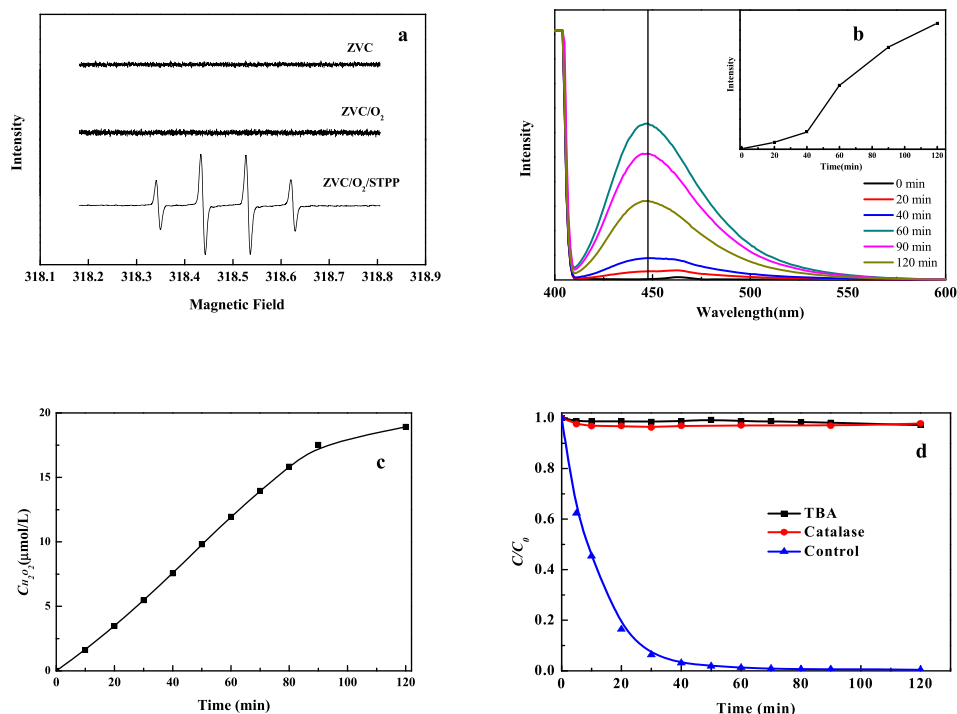 a
ZVC
ZVC/O2
ZVC/O2/STPP
Intensity
318.1 318.2 318.3 318.4 318.5 318.6 318.7 318.8 318.9
Magnetic Field
b
Intensity
Intensity
0 20 40 60 80 100 120
Time(min)
0 min
20 min
40 min
60 min
90 min
120 min
400 450 500 550 600
Wavelength(nm)
c
20
15
10
5
0
CH2O2(μmol/L)
0 20 40 60 80 100 120
Time (min)
d
1.0
0.8
0.6
0.4
0.2
0.0
C/C0
TBA
Catalase
Control
0 20 40 60 80 100 120
Time (min)